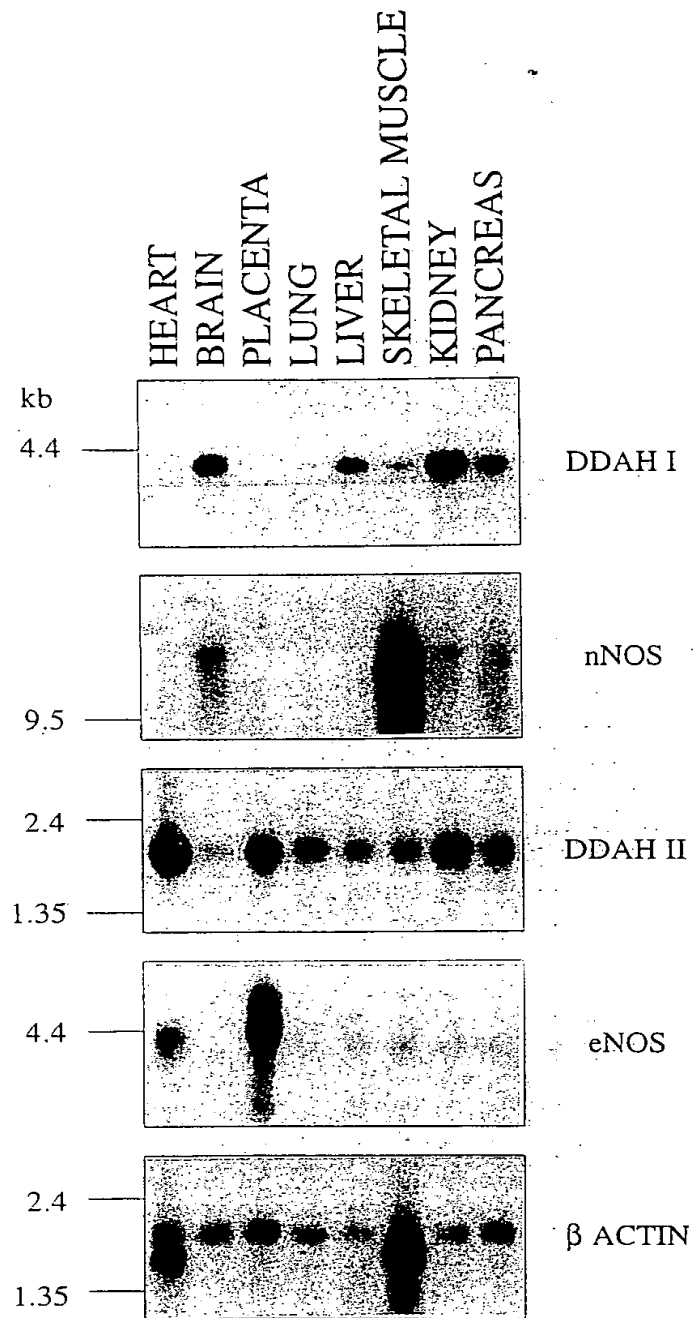 HEART
BRAIN
PLACENTA
LUNG
LIVER
SKELETAL MUSCLE
KIDNEY
PANCREAS
kb
4.4
DDAH I
nNOS
9.5
2.4
DDAH II
1.35
4.4
eNOS
2.4
β ACTIN
1.35